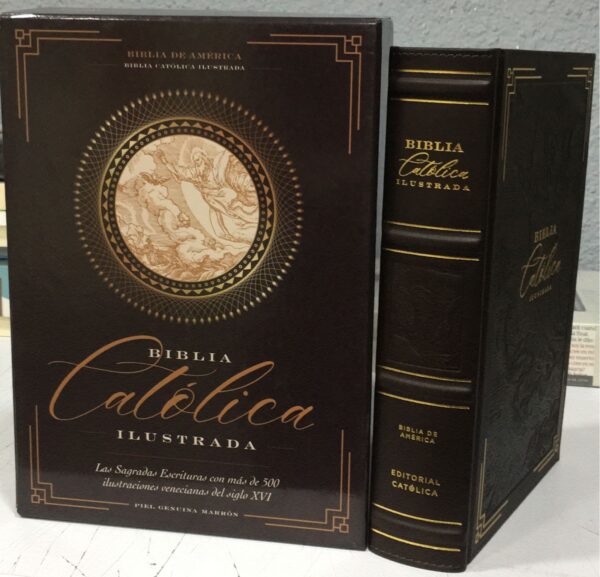 BIBLIA DE AMÉRICA
BIBLIA CATÓLICA ILUSTRADA
BIBLIA
Católica
ILUSTRADA
Las Sagradas Escrituras con más de 500
ilustraciones venecianas del siglo XVI
PIEL GENUINA MARRÓN
BIBLIA
Católica
ILUSTRADA
BIBLIA DE
AMÉRICA
EDITORIAL
CATÓLICA
BIBLIA
Católica
ILUSTRADA